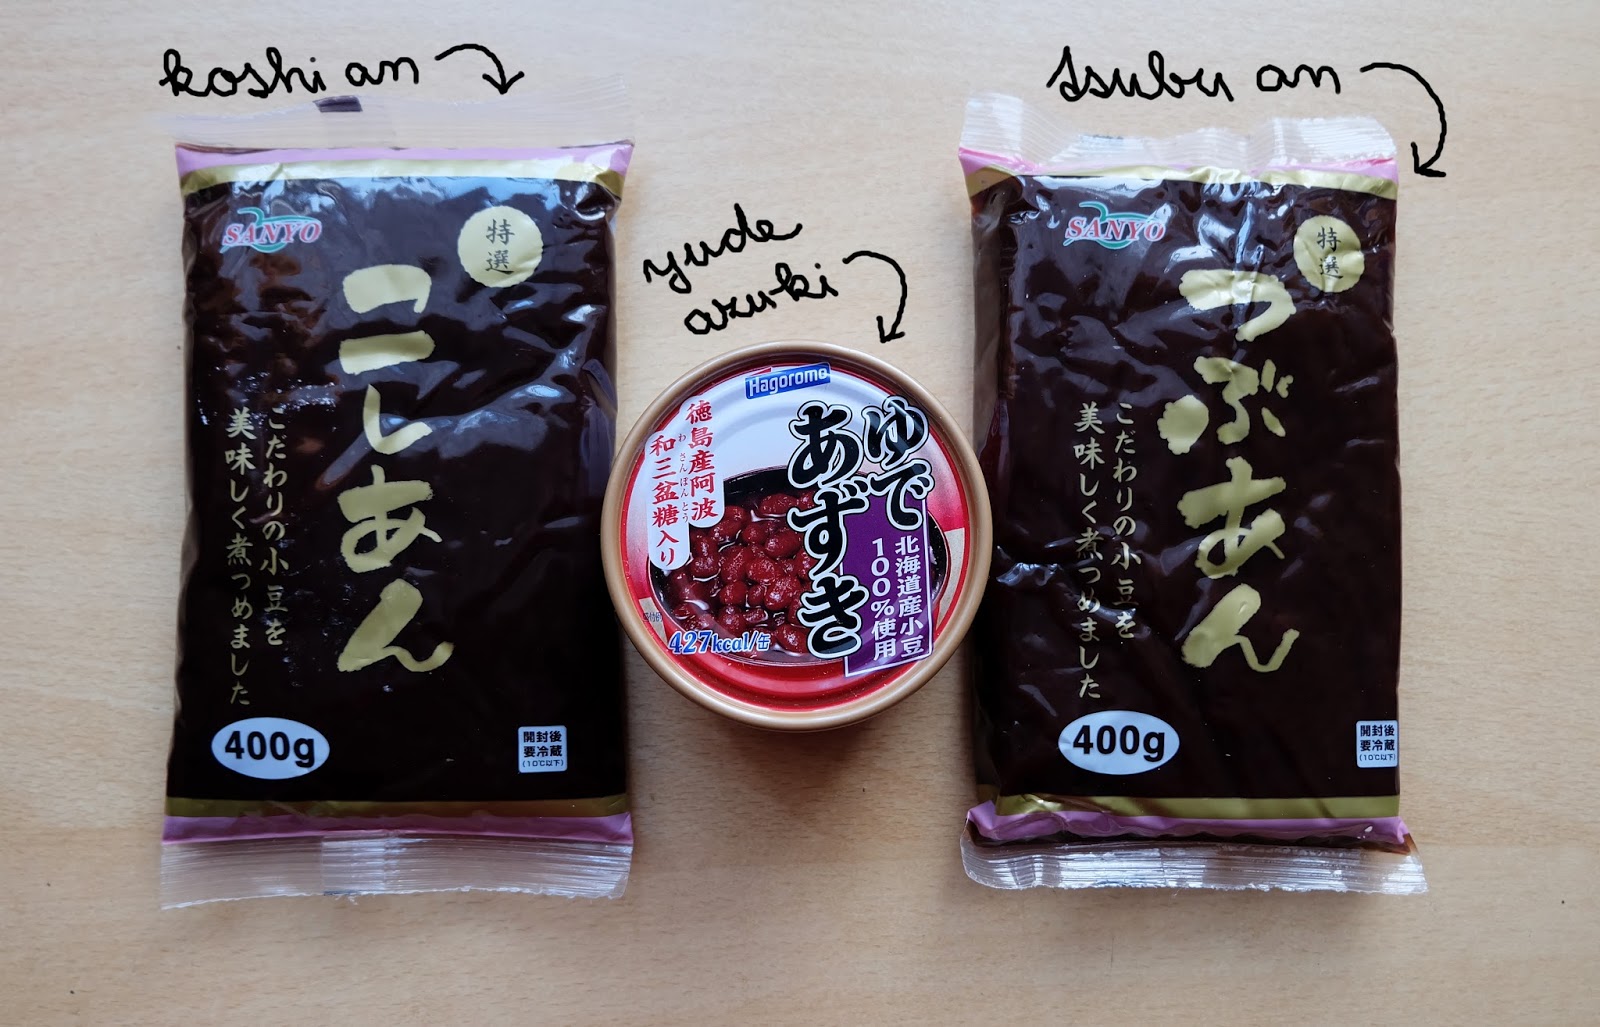 koshi an
tsubu an
yude
azuki
SANYO
特選
こしあん
こだわりの小豆を
美味しく煮つめました
400g
開封後
要冷蔵
(10℃以下)
Hagoromo
ゆで
あずき
北海道産小豆
100%使用
徳島産阿波
和三盆糖入り
わさんぼんとう
427kcal/缶
SANYO
特選
つぶあん
こだわりの小豆を
美味しく煮つめました
400g
開封後
要冷蔵
(10℃以下)